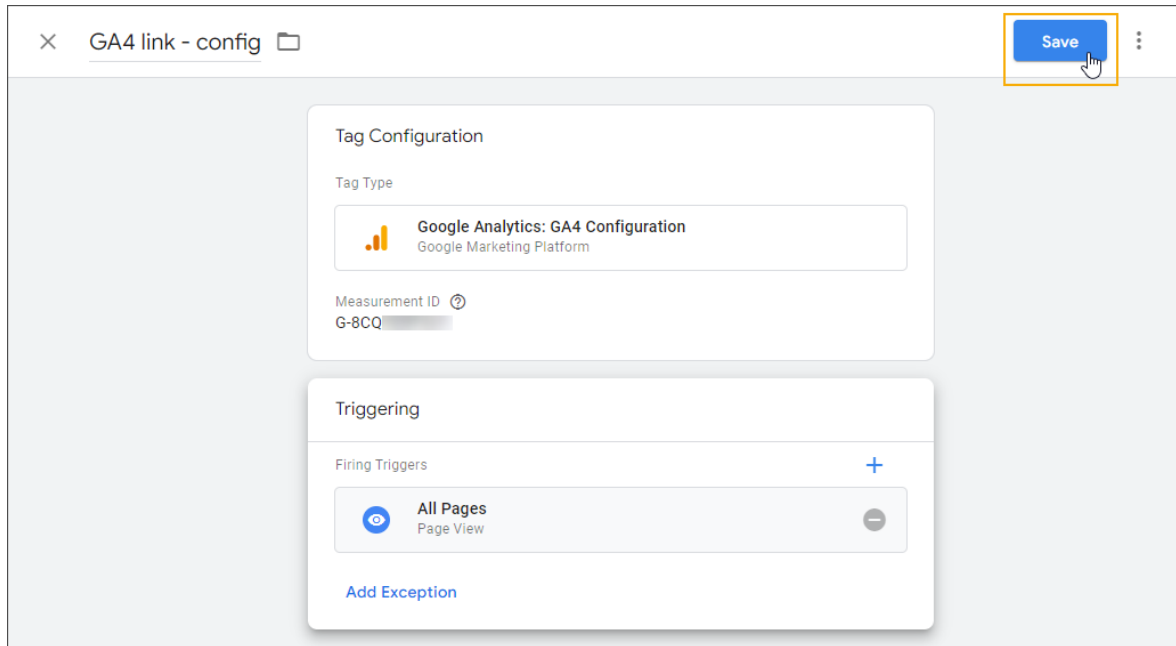 GA4 link - config
Save
Tag Configuration
Tag Type
Google Analytics: GA4 Configuration
Google Marketing Platform
Measurement ID
G-8CQ
Triggering
Firing Triggers
All Pages
Page View
Add Exception